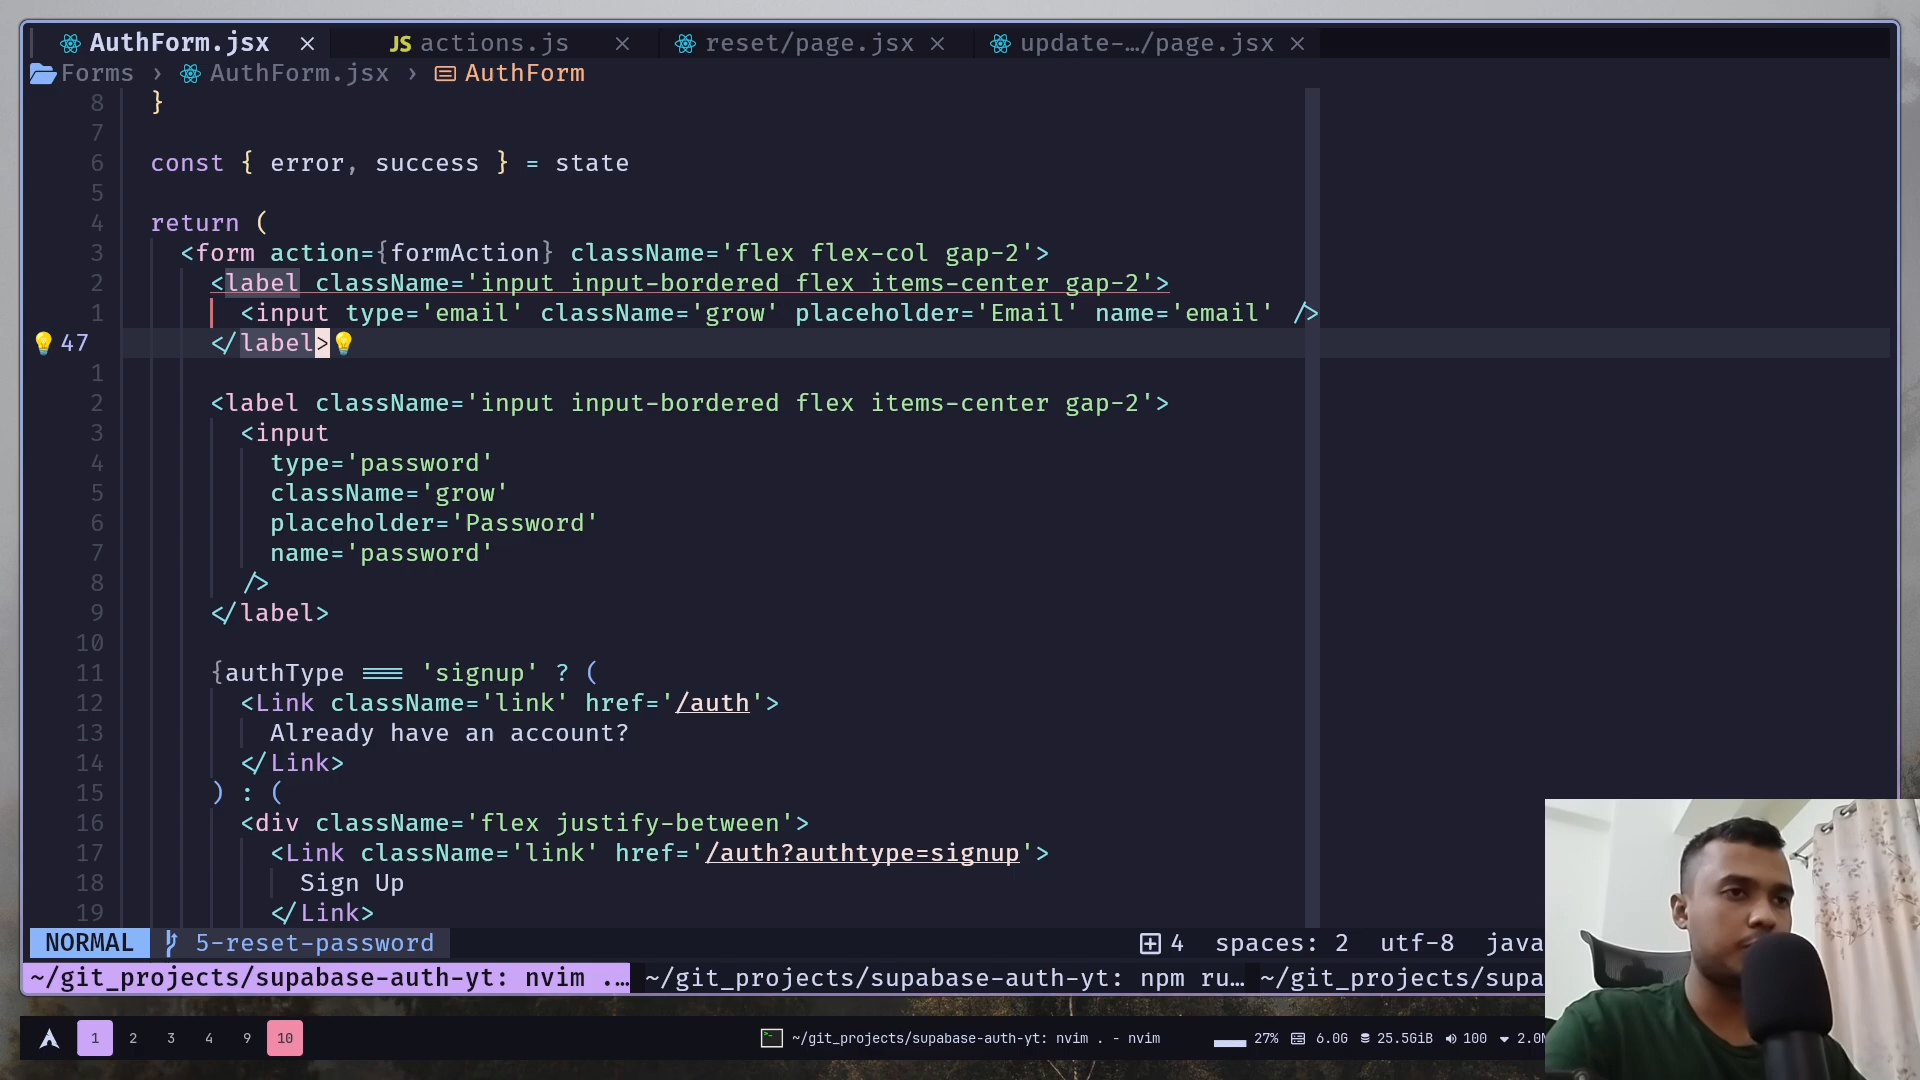 AuthForm.jsx × JS actions.js × reset/page.jsx × update-…/page.jsx ×
Forms › AuthForm.jsx › AuthForm
8 }
7
6 const { error, success } = state
5
4 return (
3 <form action={formAction} className='flex flex-col gap-2'>
2 <label className='input input-bordered flex items-center gap-2'>
1 <input type='email' className='grow' placeholder='Email' name='email' />
47 </label>
1
2 <label className='input input-bordered flex items-center gap-2'>
3 <input
4 type='password'
5 className='grow'
6 placeholder='Password'
7 name='password'
8 />
9 </label>
10
11 {authType === 'signup' ? (
12 <Link className='link' href='/auth'>
13 Already have an account?
14 </Link>
15 ) : (
16 <div className='flex justify-between'>
17 <Link className='link' href='/auth?authtype=signup'>
18 Sign Up
19 </Link>
NORMAL 5-reset-password 4 spaces: 2 utf-8 java
~/git_projects/supabase-auth-yt: nvim .… ~/git_projects/supabase-auth-yt: npm ru… ~/git_projects/supa
1 2 3 4 9 10 ~/git_projects/supabase-auth-yt: nvim . - nvim 27% 6.0G 25.5GiB 100 2.0